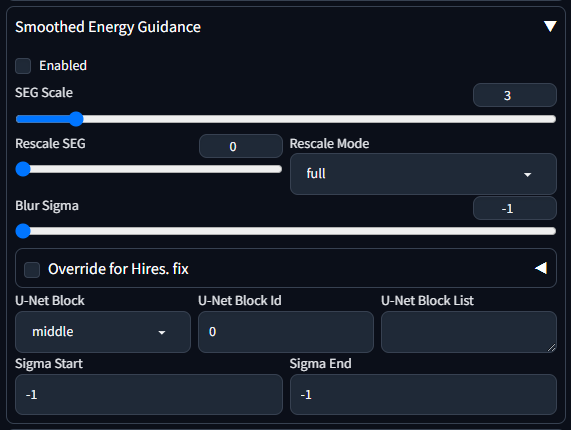 Smoothed Energy Guidance
Enabled
SEG Scale
3
Rescale SEG
0
Rescale Mode
full
Blur Sigma
-1
Override for Hires. fix
U-Net Block
U-Net Block Id
U-Net Block List
middle
0
Sigma Start
Sigma End
-1
-1